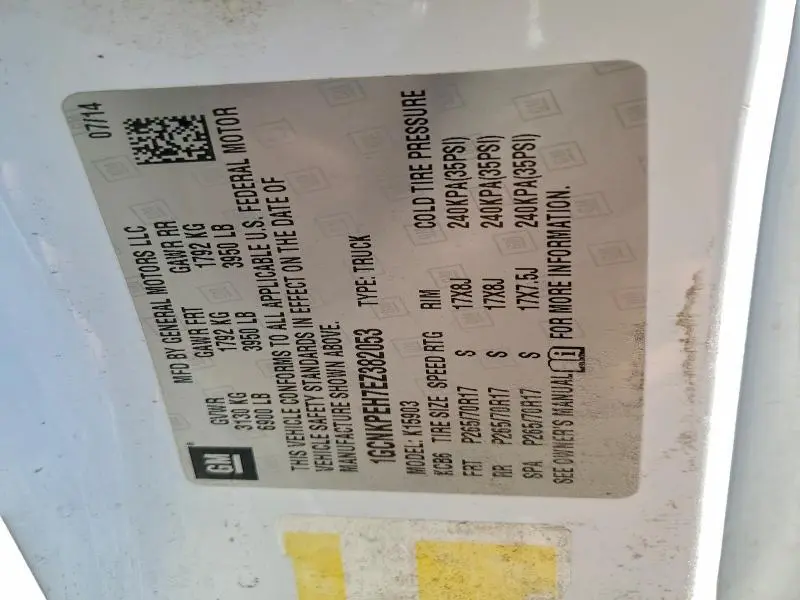 GM
MFD BY GENERAL MOTORS LLC 07/14
GVWR GAWR FRT GAWR RR
3130 KG 1792 KG 1792 KG
6900 LB 3950 LB 3950 LB
THIS VEHICLE CONFORMS TO ALL APPLICABLE U.S. FEDERAL MOTOR
VEHICLE SAFETY STANDARDS IN EFFECT ON THE DATE OF
MANUFACTURE SHOWN ABOVE.
1GCNKPEH7EZ382053 TYPE: TRUCK
MODEL: K15903
KCB6 TIRE SIZE SPEED RTG RIM COLD TIRE PRESSURE
FRT P265/70R17 S 17X8J 240KPA(35PSI)
RR P265/70R17 S 17X8J 240KPA(35PSI)
SPA P265/70R17 S 17X7.5J 240KPA(35PSI)
SEE OWNER'S MANUAL FOR MORE INFORMATION.